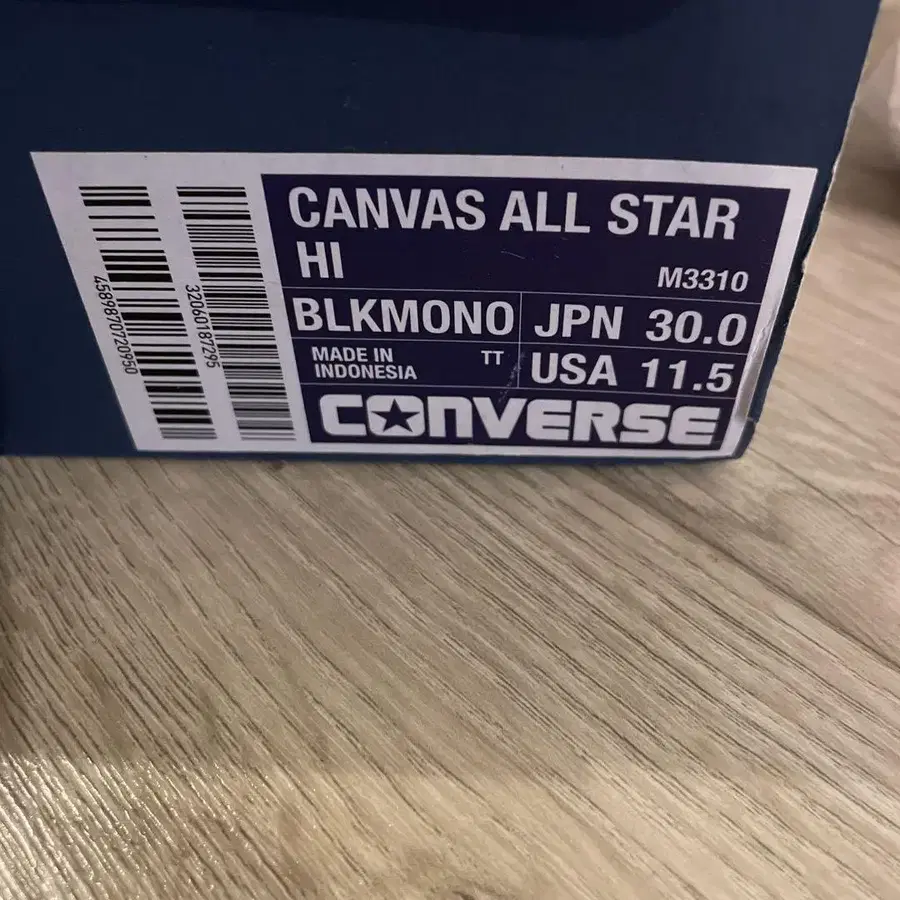 CANVAS ALL STAR
HI
M3310
BLKMONO
JPN 30.0
MADE IN
INDONESIA
TT
USA 11.5
CONVERSE
4589870720950
32060187295